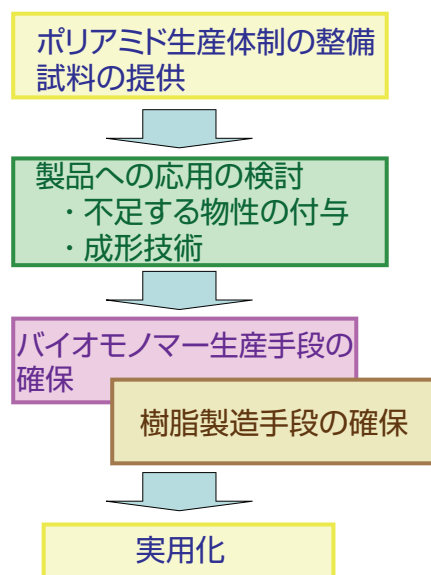 ポリアミド生産体制の整備
試料の提供
製品への応用の検討
・不足する物性の付与
・成形技術
バイオモノマー生産手段の
確保
樹脂製造手段の確保
実用化